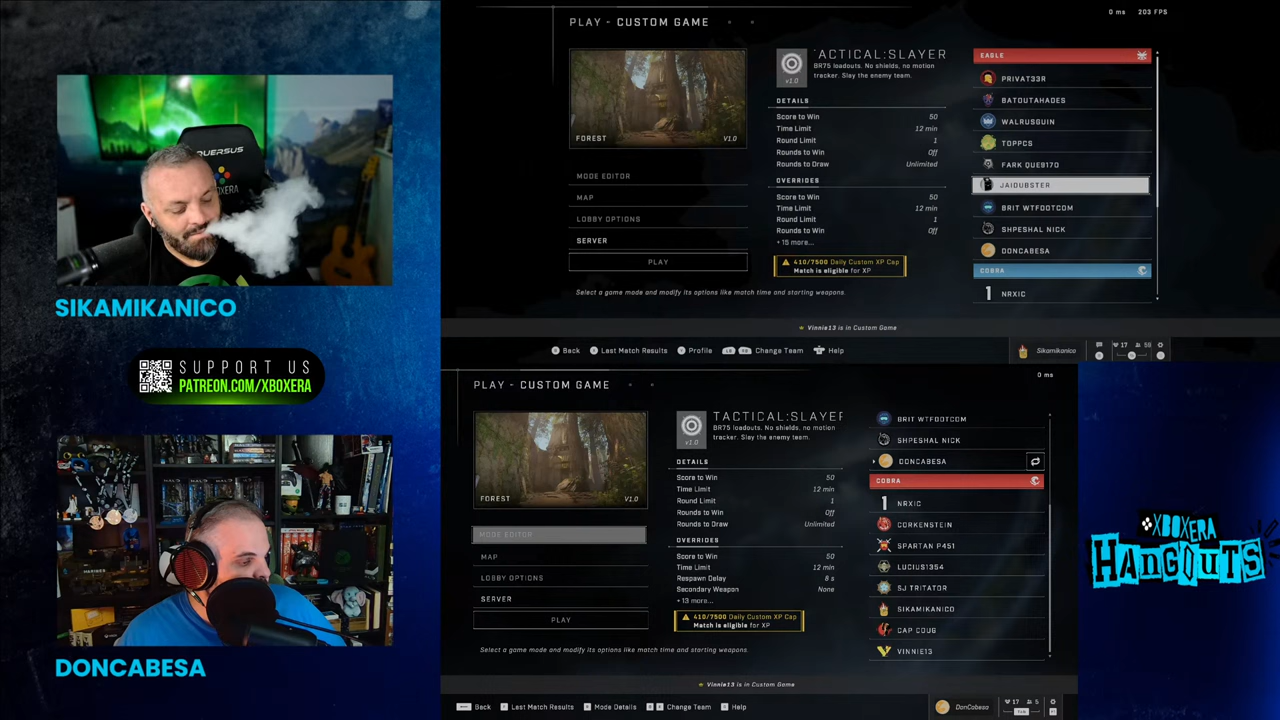 PLAY - CUSTOM GAME
0 ms 203 FPS
FOREST V1.0
MODE EDITOR
MAP
LOBBY OPTIONS
SERVER
PLAY
Select a game mode and modify its options like match time and starting weapons.
TACTICAL:SLAYER
v1.0
BR75 loadouts. No shields, no motion
tracker. Slay the enemy team.
DETAILS
Score to Win 50
Time Limit 12 min
Round Limit 1
Rounds to Win Off
Rounds to Draw Unlimited
OVERRIDES
Score to Win 50
Time Limit 12 min
Round Limit 1
Rounds to Win Off
+ 15 more...
410/7500 Daily Custom XP Cap
Match is eligible for XP
EAGLE
PRIVAT33R
BATOUTAHADES
WALRUSGUIN
TOPPCS
FARK QUE9170
JAIDUBSTER
BRIT WTFDOTCOM
SHPESHAL NICK
DONCABESA
COBRA
1 NRXIC
Vinnie13 is in Custom Game
Back Last Match Results Profile Change Team Help
Sikamikanico
17
QUERSUS
XBOXERA
SIKAMIKANICO
SUPPORT US
PATREON.COM/XBOXERA
DONCABESA
PLAY - CUSTOM GAME
0 ms
FOREST V1.0
MODE EDITOR
MAP
LOBBY OPTIONS
SERVER
PLAY
Select a game mode and modify its options like match time and starting weapons.
TACTICAL:SLAYER
v1.0
BR75 loadouts. No shields, no motion
tracker. Slay the enemy team.
DETAILS
Score to Win 50
Time Limit 12 min
Round Limit 1
Rounds to Win Off
Rounds to Draw Unlimited
OVERRIDES
Score to Win 50
Time Limit 12 min
Respawn Delay 8 s
Secondary Weapon None
+ 13 more...
410/7500 Daily Custom XP Cap
Match is eligible for XP
BRIT WTFDOTCOM
SHPESHAL NICK
DONCABESA
COBRA
1 NRXIC
CORKENSTEIN
SPARTAN P451
LUCIUS1354
SJ TRITATOR
SIKAMIKANICO
CAP COUG
VINNIE13
Vinnie13 is in Custom Game
Back Last Match Results Mode Details Change Team Help
DonCabesa
17 5
XBOXERA
HANGOUTS